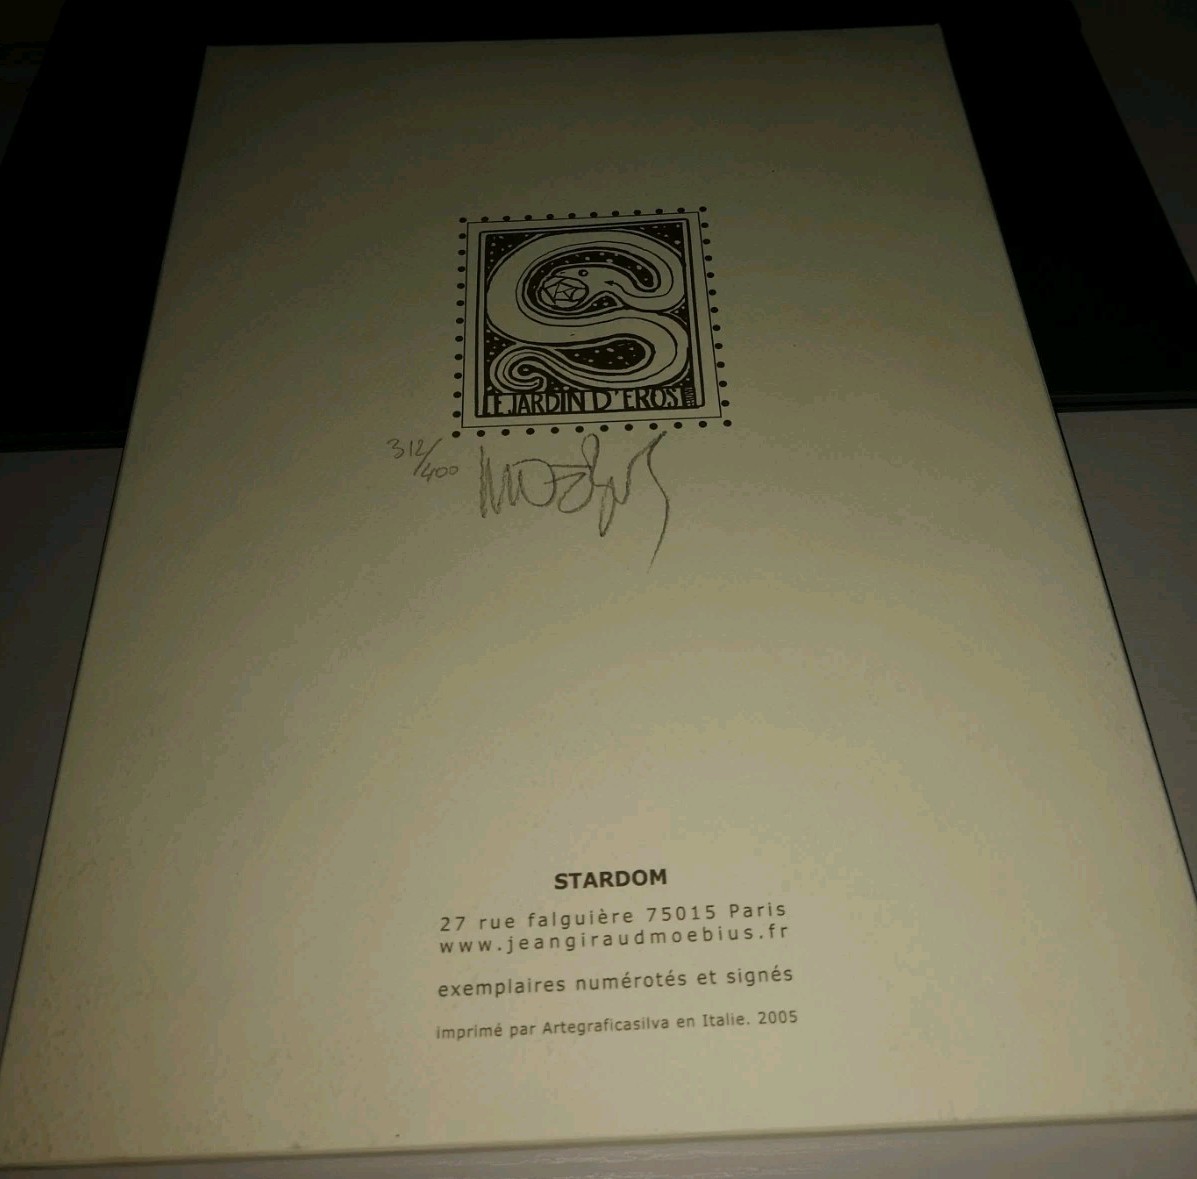 LE JARDIN D'EROS
312/400
STARDOM
27 rue falguière 75015 Paris
www.jeangiraudmoebius.fr
exemplaires numérotés et signés
imprimé par Artegraficasilva en Italie. 2005